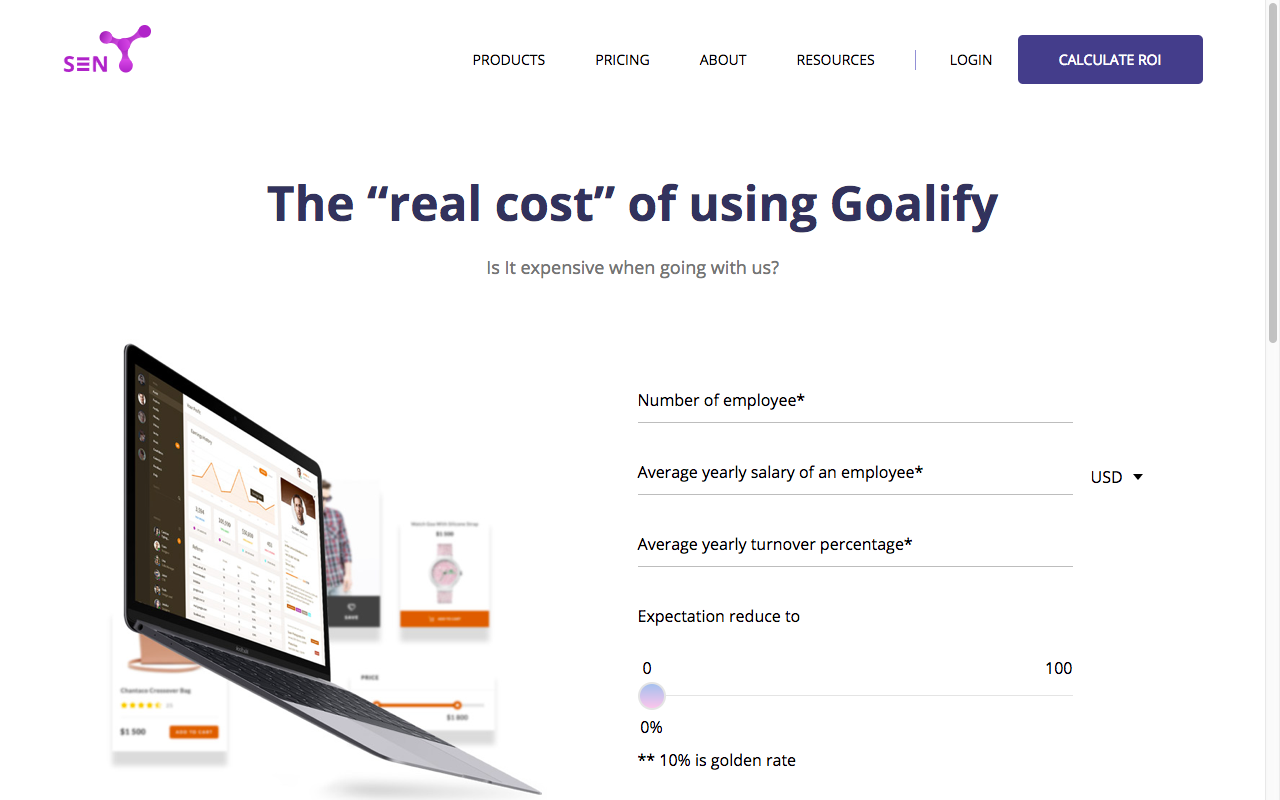 SEN
PRODUCTS
PRICING
ABOUT
RESOURCES
LOGIN
CALCULATE ROI
The “real cost” of using Goalify
Is It expensive when going with us?
Number of employee*
Average yearly salary of an employee*
USD
Average yearly turnover percentage*
Expectation reduce to
0
100
0%
** 10% is golden rate
SAVE
$1 500
ADD TO CART
Chantaco Crossover Bag
$1 500
ADD TO CART
PRICE
$1 800